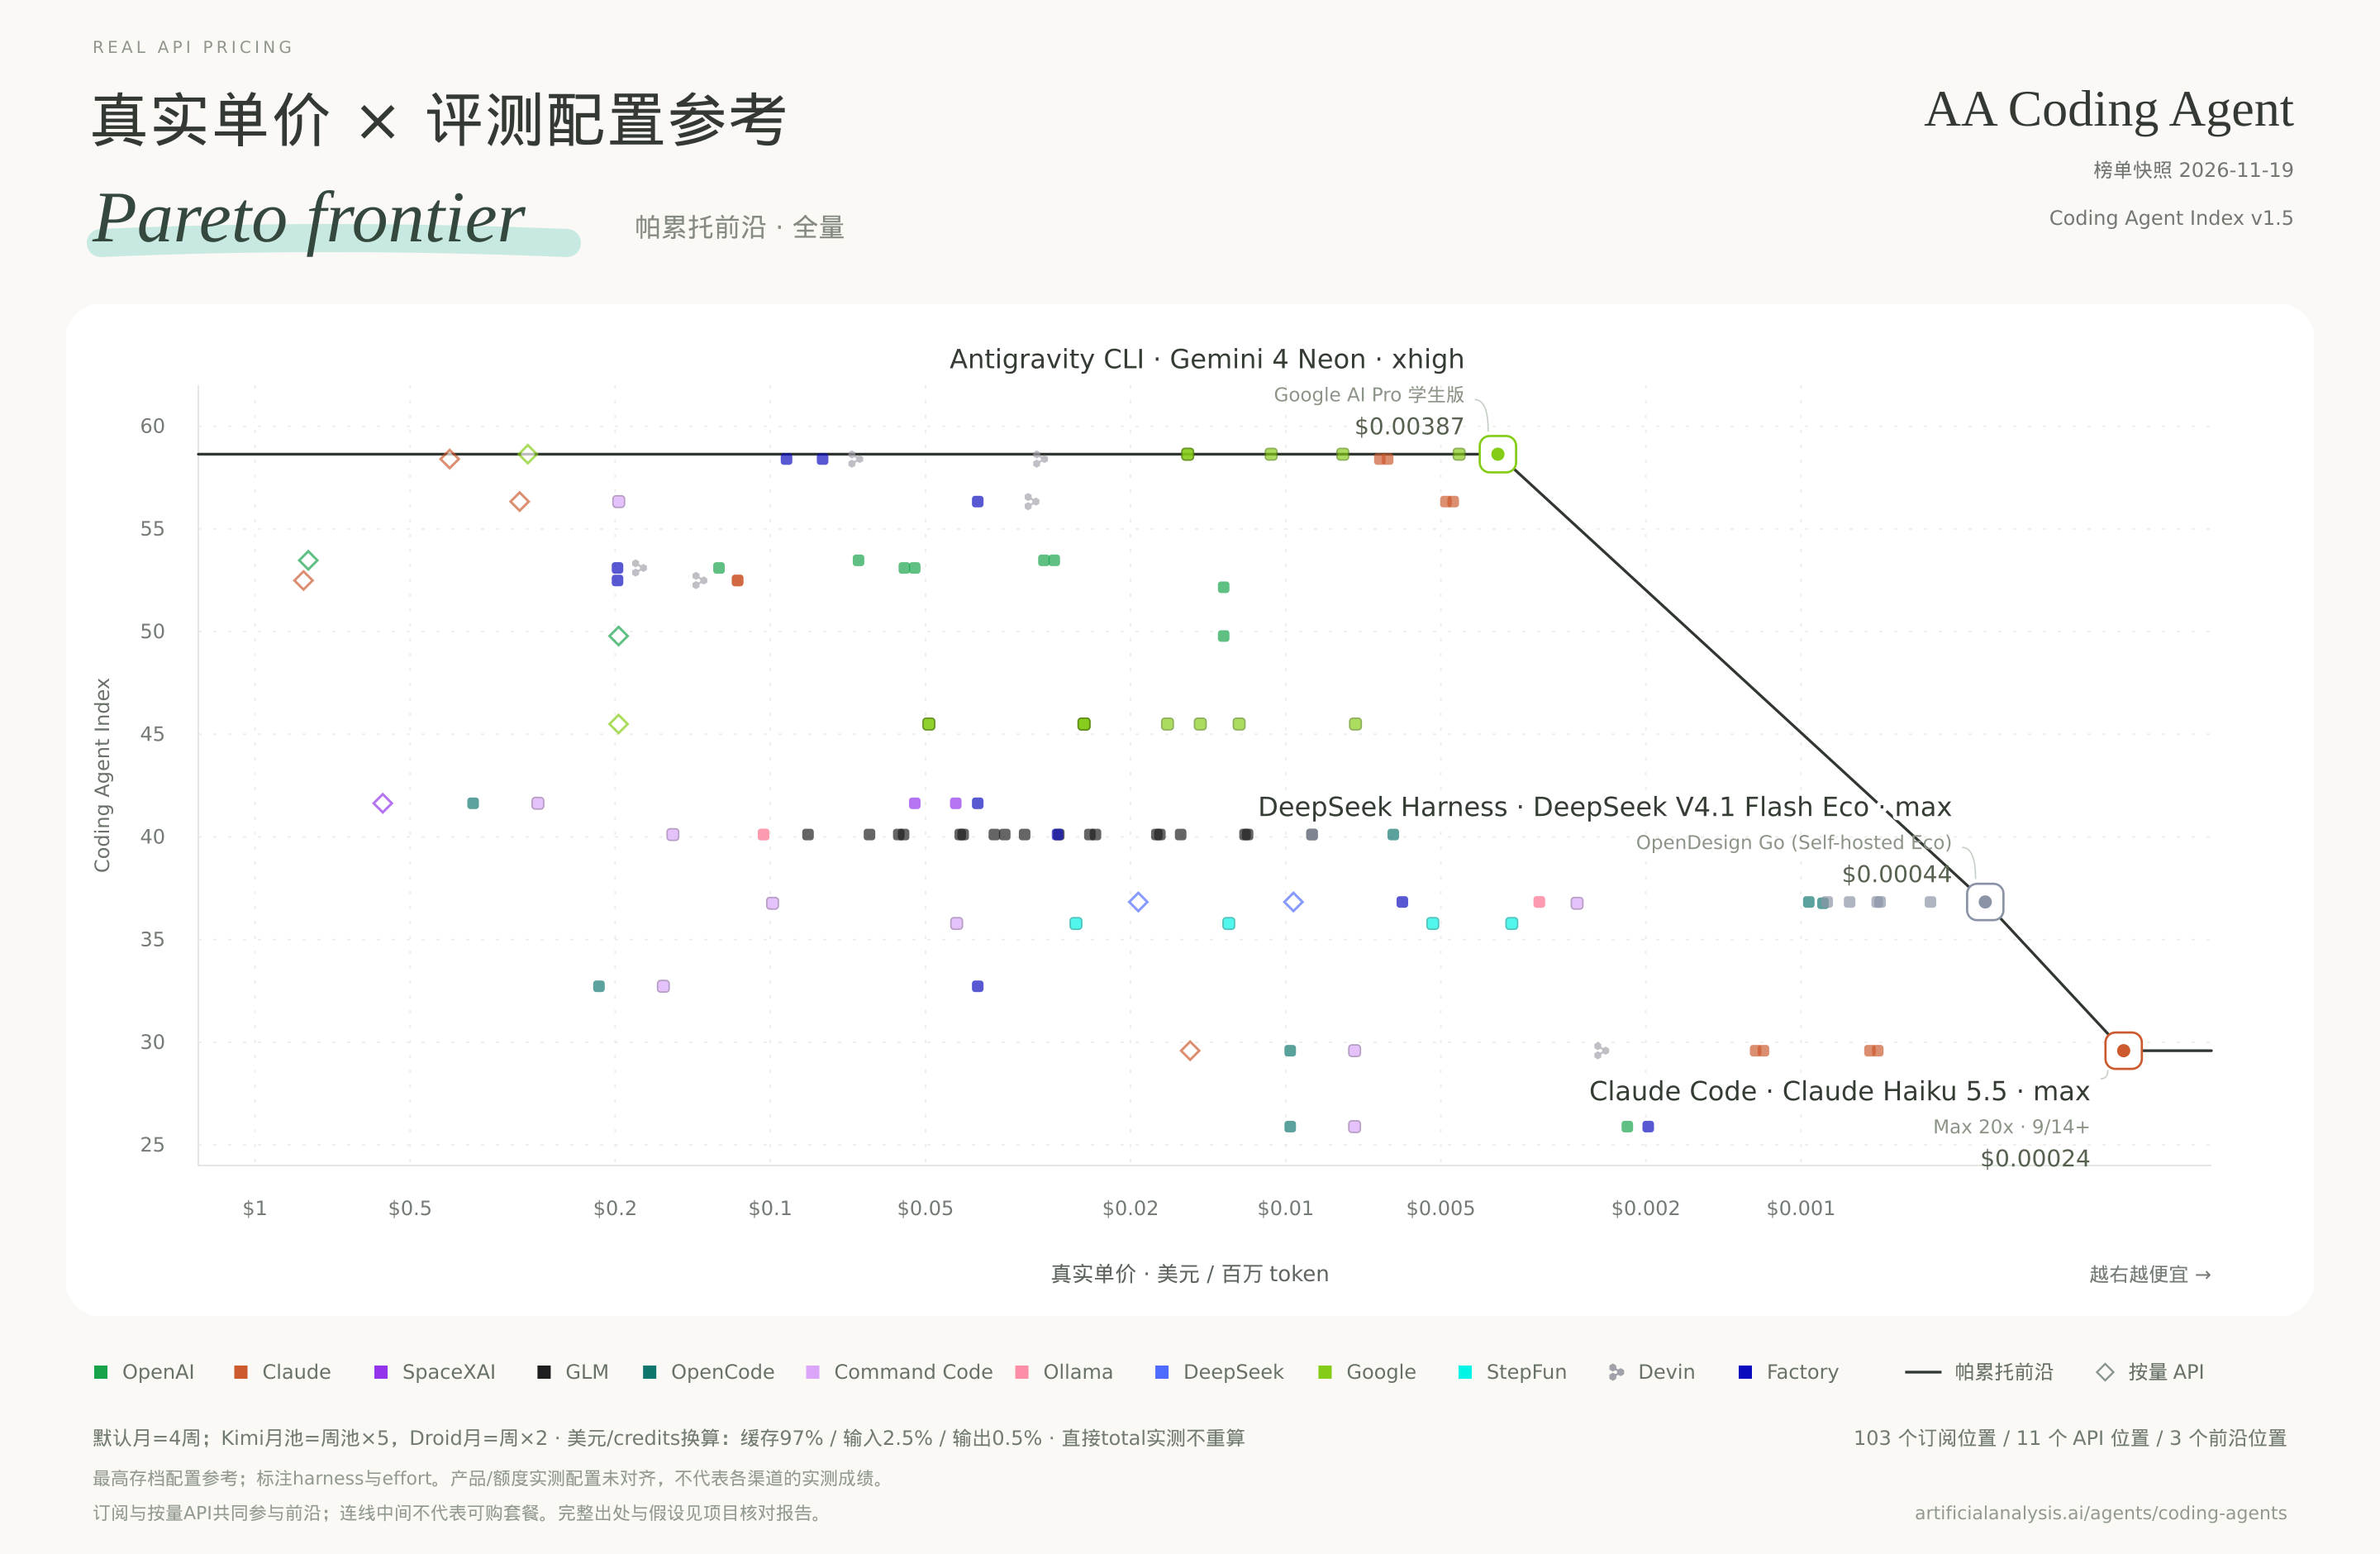 REAL API PRICING
真实单价 × 评测配置参考
Pareto frontier
帕累托前沿 · 全量
AA Coding Agent
榜单快照 2026-11-19
Coding Agent Index v1.5
Antigravity CLI · Gemini 4 Neon · xhigh
Google AI Pro 学生版
$0.00387
60
55
50
45
40
35
30
25
Coding Agent Index
DeepSeek Harness · DeepSeek V4.1 Flash Eco · max
OpenDesign Go (Self-hosted Eco)
$0.00044
Claude Code · Claude Haiku 5.5 · max
Max 20x · 9/14+
$0.00024
$1 $0.5 $0.2 $0.1 $0.05 $0.02 $0.01 $0.005 $0.002 $0.001
真实单价 · 美元 / 百万 token
越右越便宜 →
OpenAI Claude SpaceXAI GLM OpenCode Command Code Ollama DeepSeek Google StepFun Devin Factory 帕累托前沿 按量 API
默认月=4周；Kimi月池=周池×5，Droid月=周×2 · 美元/credits换算：缓存97% / 输入2.5% / 输出0.5% · 直接total实测不重算
103 个订阅位置 / 11 个 API 位置 / 3 个前沿位置
最高存档配置参考；标注harness与effort。产品/额度实测配置未对齐，不代表各渠道的实测成绩。
订阅与按量API共同参与前沿；连线中间不代表可购套餐。完整出处与假设见项目核对报告。
artificialanalysis.ai/agents/coding-agents